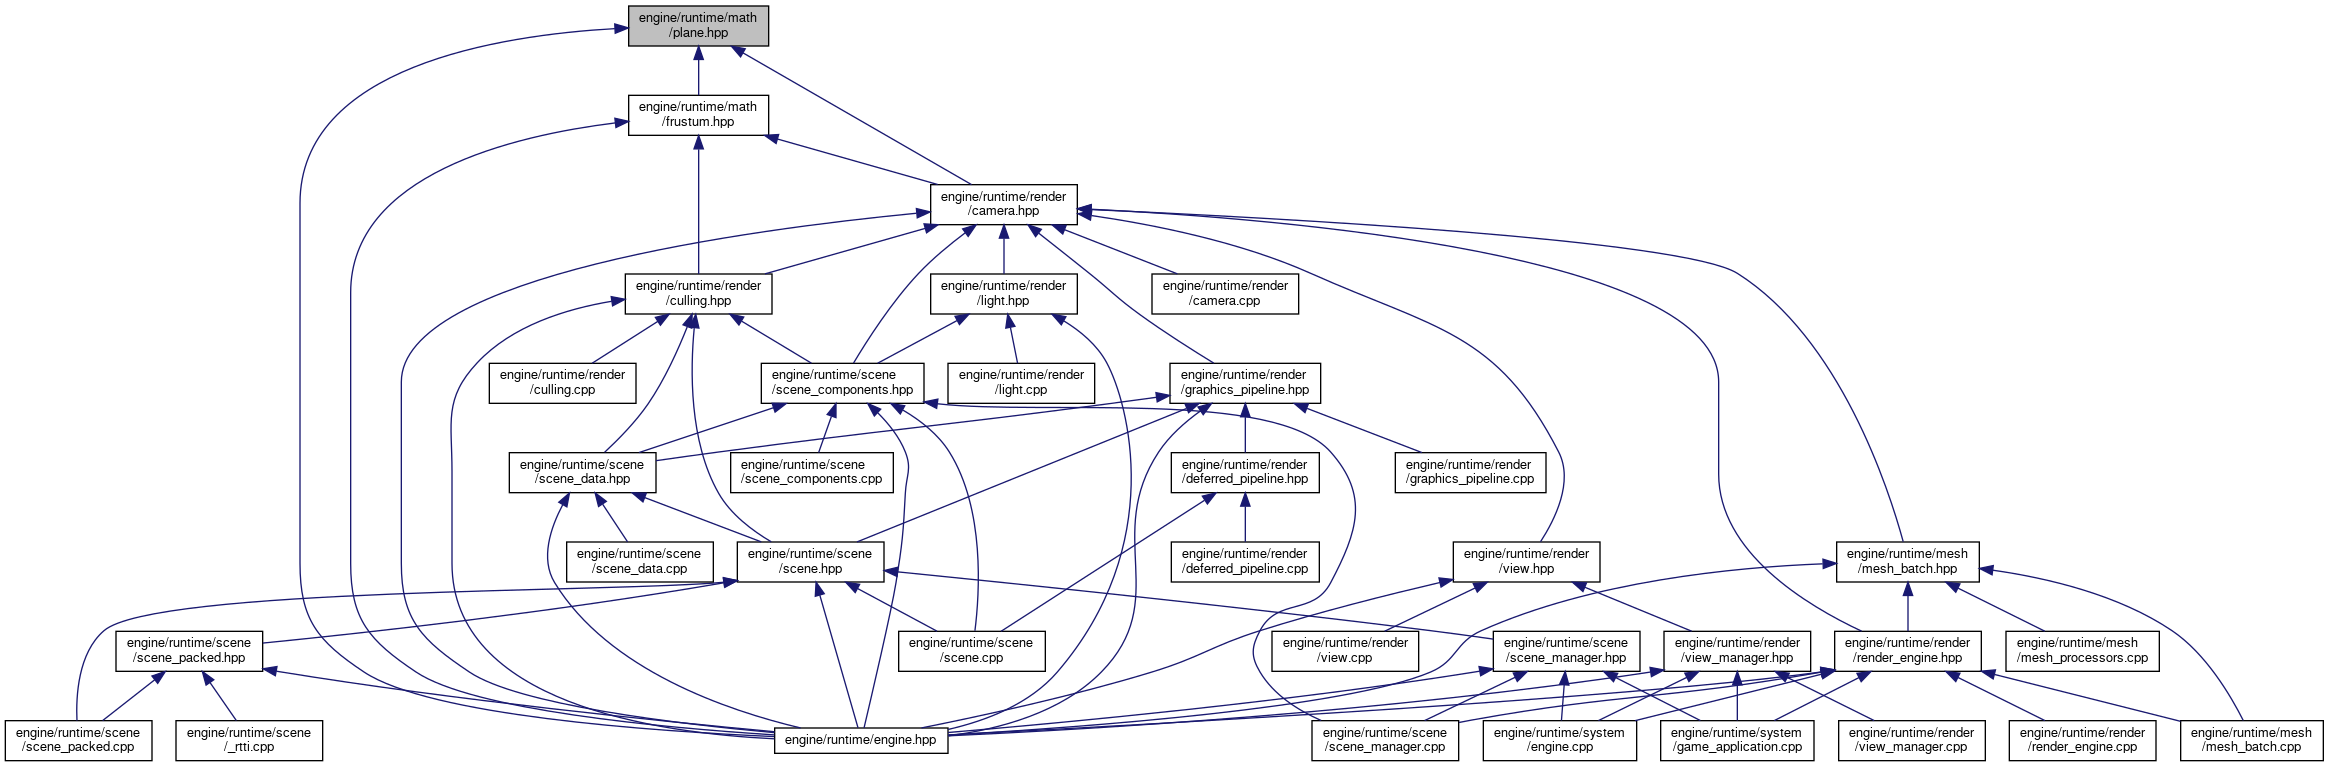 engine/runtime/math
/plane.hpp
engine/runtime/math
/frustum.hpp
engine/runtime/render
/camera.hpp
engine/runtime/render
/culling.hpp
engine/runtime/render
/light.hpp
engine/runtime/render
/camera.cpp
engine/runtime/render
/culling.cpp
engine/runtime/scene
/scene_components.hpp
engine/runtime/render
/light.cpp
engine/runtime/render
/graphics_pipeline.hpp
engine/runtime/scene
/scene_data.hpp
engine/runtime/scene
/scene_components.cpp
engine/runtime/render
/deferred_pipeline.hpp
engine/runtime/render
/graphics_pipeline.cpp
engine/runtime/scene
/scene_data.cpp
engine/runtime/scene
/scene.hpp
engine/runtime/render
/deferred_pipeline.cpp
engine/runtime/render
/view.hpp
engine/runtime/mesh
/mesh_batch.hpp
engine/runtime/scene
/scene_packed.hpp
engine/runtime/scene
/scene.cpp
engine/runtime/render
/view.cpp
engine/runtime/scene
/scene_manager.hpp
engine/runtime/render
/view_manager.hpp
engine/runtime/render
/render_engine.hpp
engine/runtime/mesh
/mesh_processors.cpp
engine/runtime/scene
/scene_packed.cpp
engine/runtime/scene
/_rtti.cpp
engine/runtime/engine.hpp
engine/runtime/scene
/scene_manager.cpp
engine/runtime/system
/engine.cpp
engine/runtime/system
/game_application.cpp
engine/runtime/render
/view_manager.cpp
engine/runtime/render
/render_engine.cpp
engine/runtime/mesh
/mesh_batch.cpp